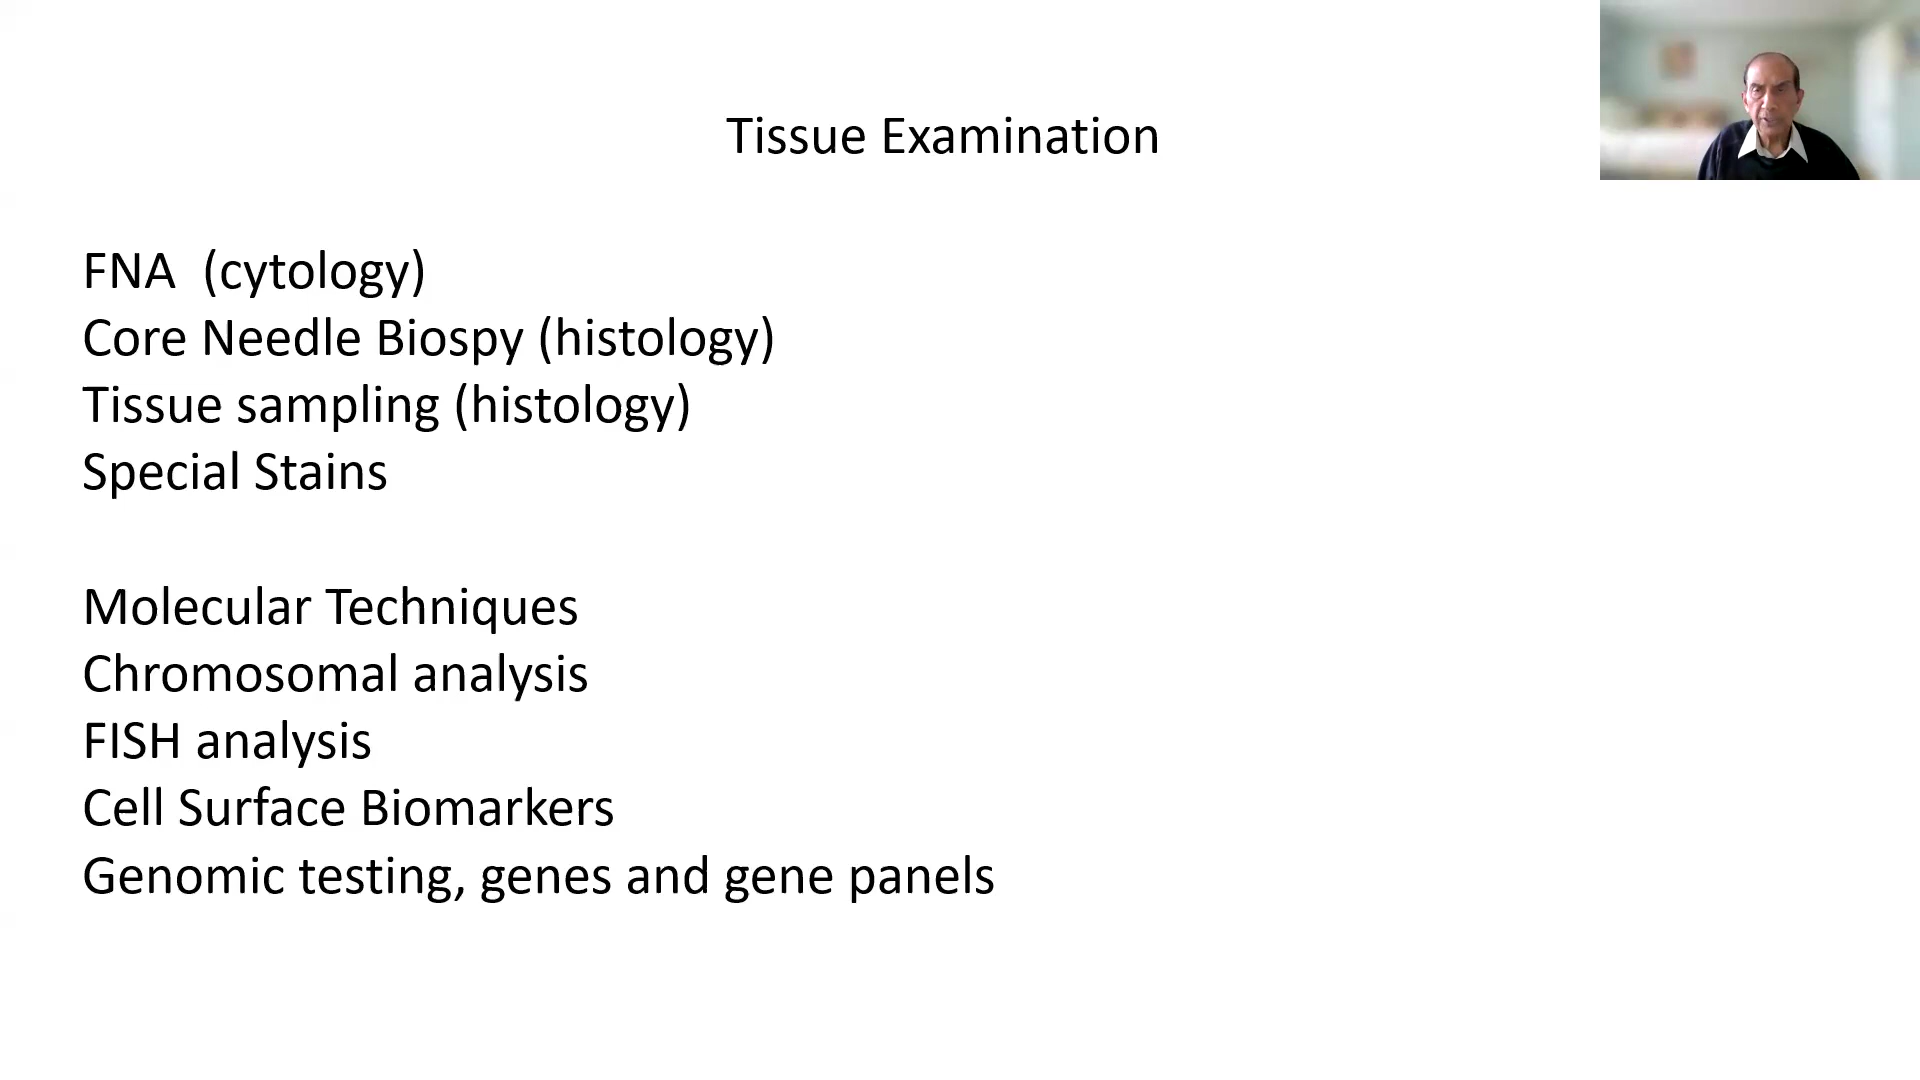 Tissue Examination
FNA  (cytology)
Core Needle Biospy (histology)
Tissue sampling (histology)
Special Stains
Molecular Techniques
Chromosomal analysis
FISH analysis
Cell Surface Biomarkers
Genomic testing, genes and gene panels